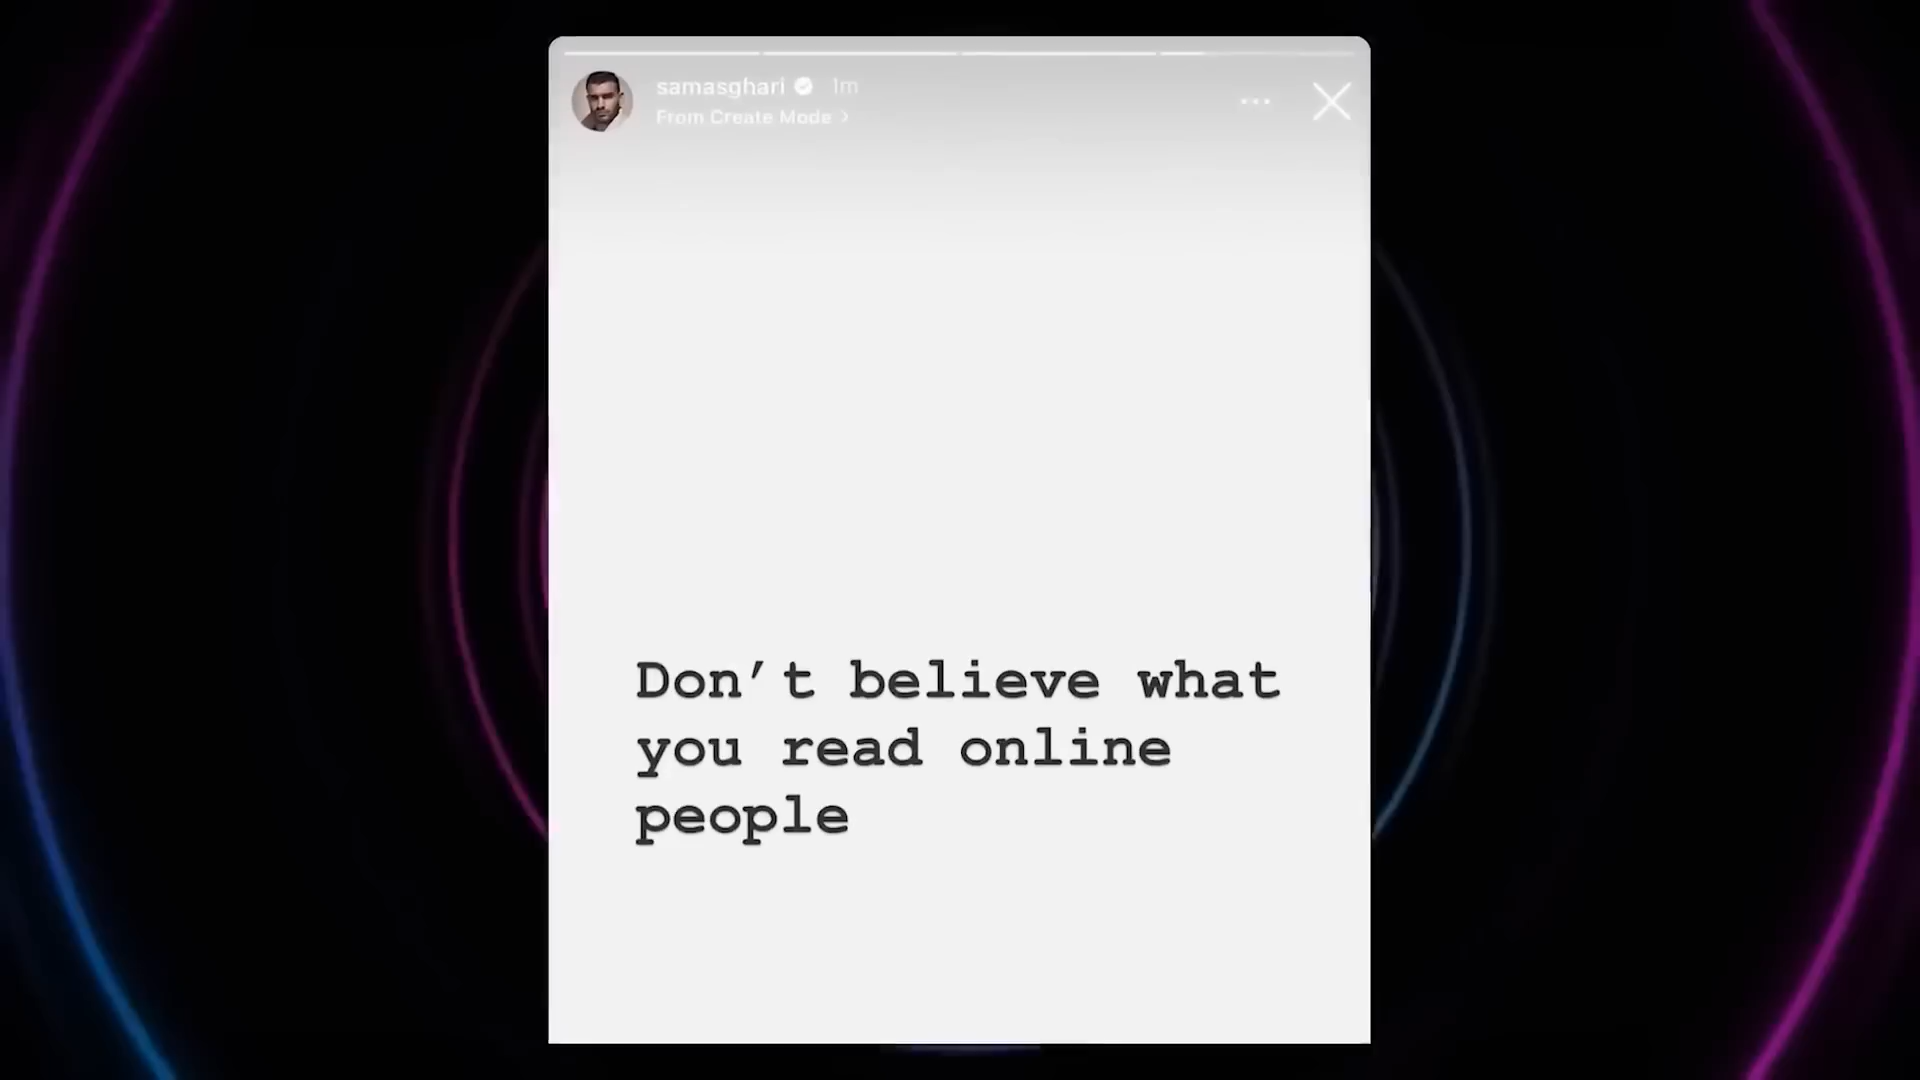 samasghari 1m
From Create Mode
Don’t believe what
you read online
people